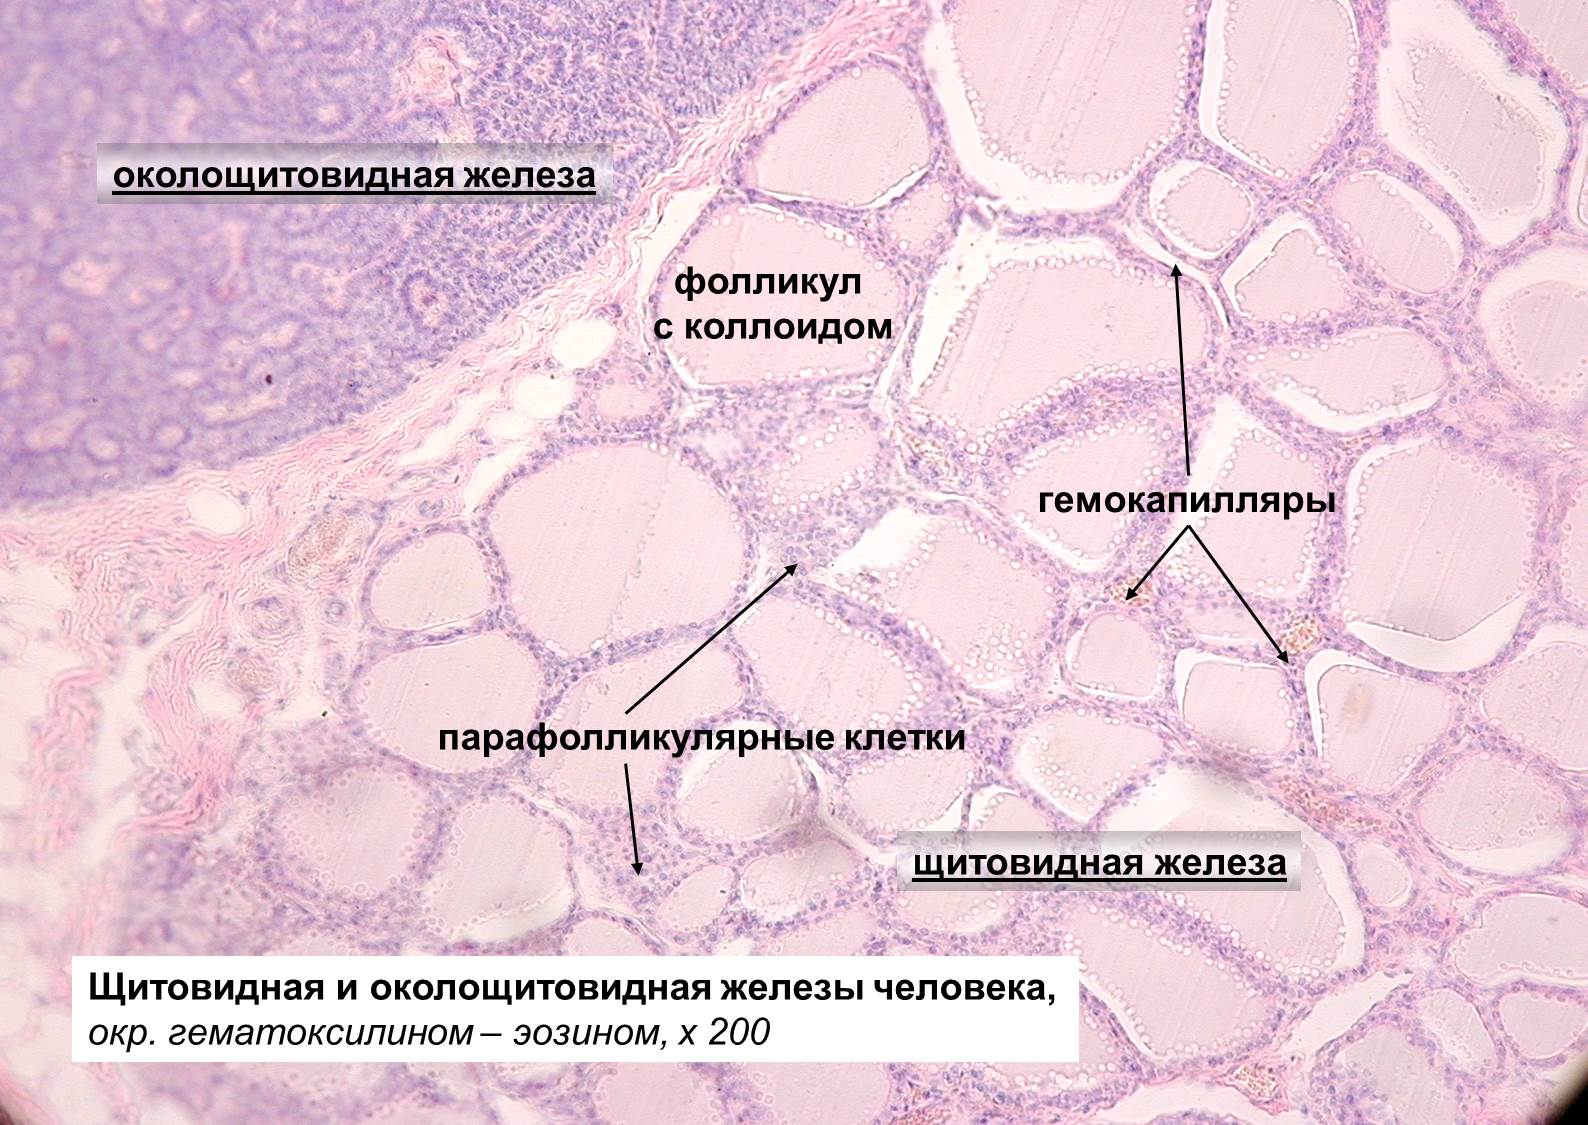 околощитовидная железа
фолликул
с коллоидом
гемокапилляры
парафолликулярные клетки
щитовидная железа
Щитовидная и околощитовидная железы человека,
окр. гематоксилином – эозином, х 200